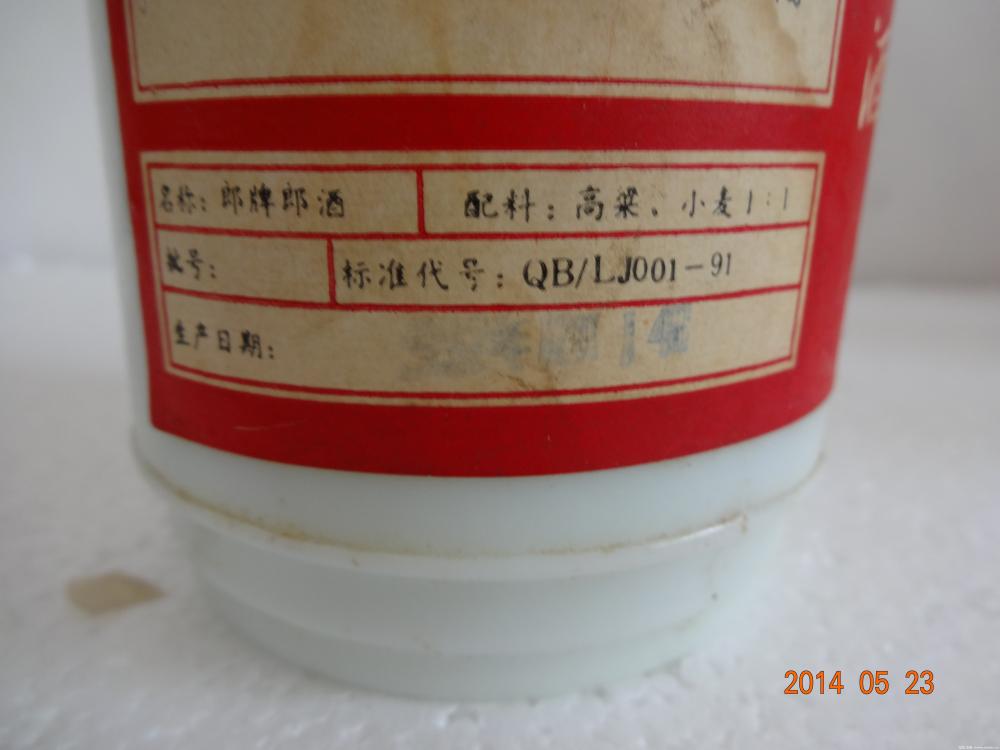 名称：郎牌郎酒 配料：高粱、小麦 1:1
批号： 标准代号：QB/LJ001-91
生产日期：
2014 05 23